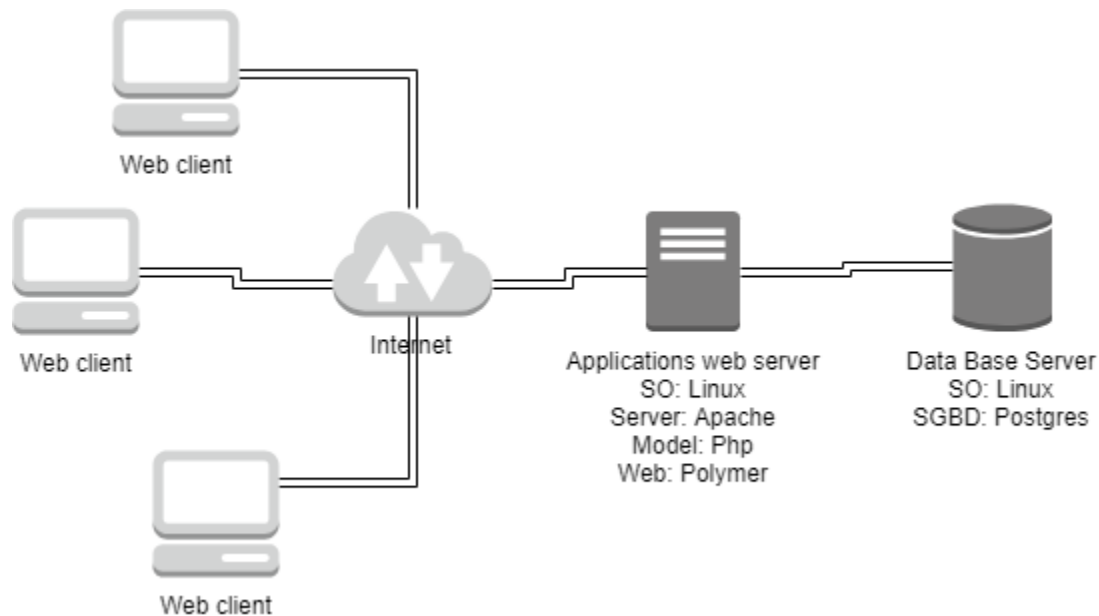 Web client
Web client
Internet
Applications web server
SO: Linux
Server: Apache
Model: Php
Web: Polymer
Data Base Server
SO: Linux
SGBD: Postgres
Web client